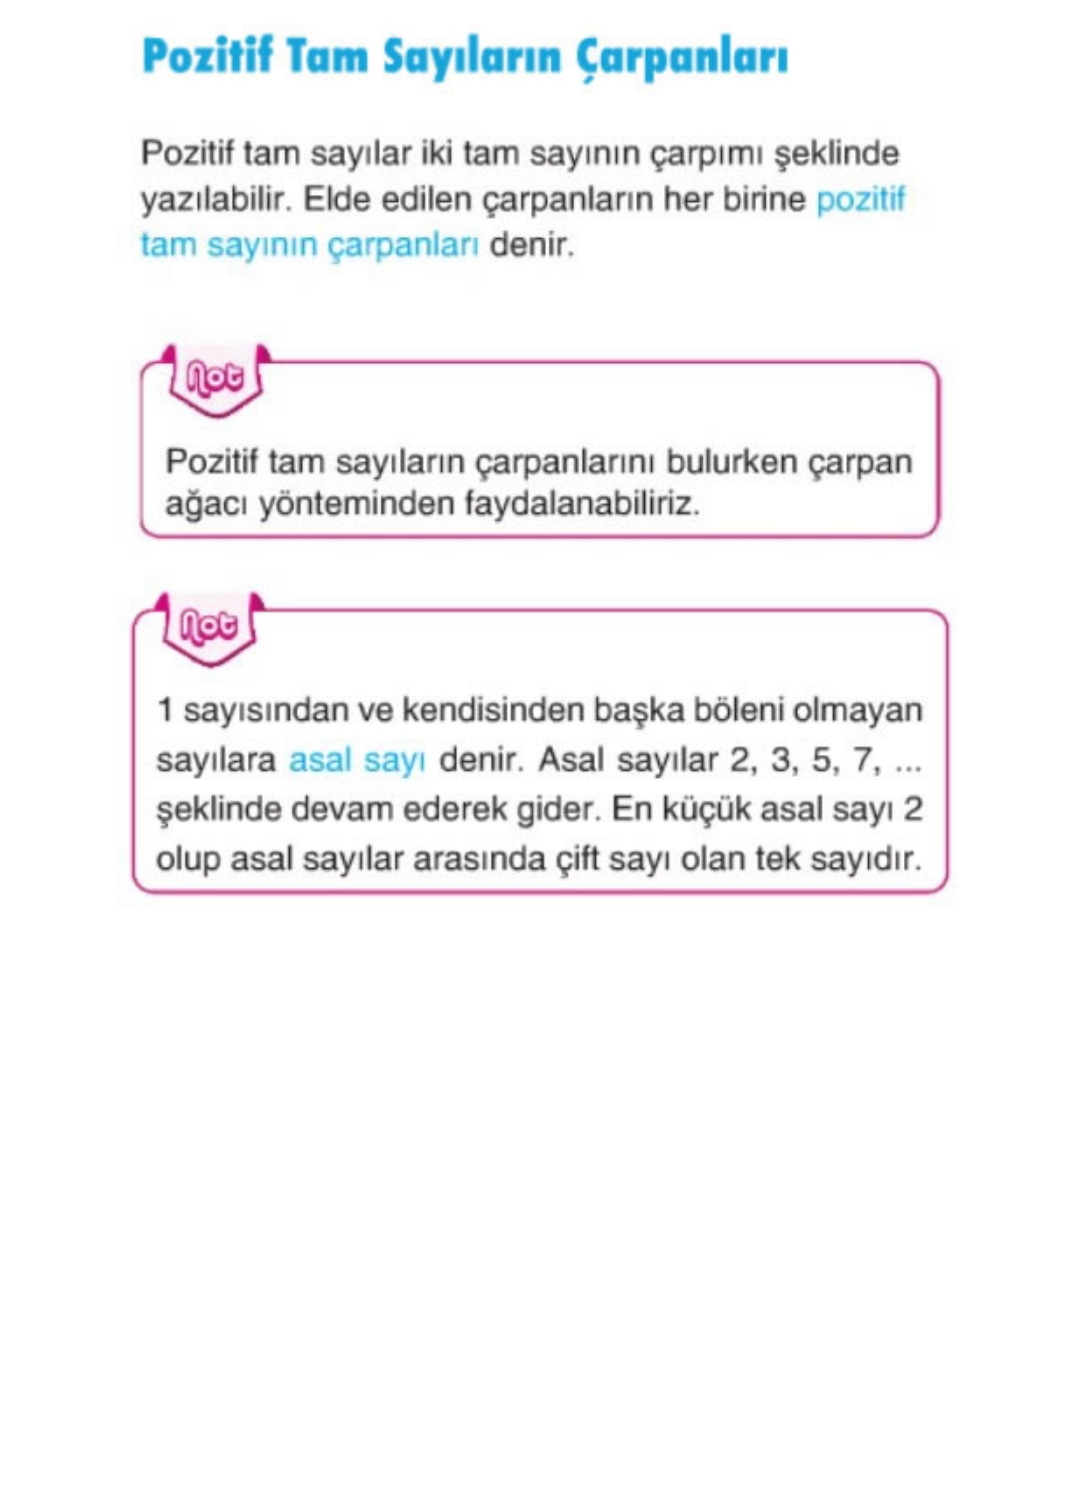 Pozitif Tam Sayıların Çarpanları
Pozitif tam sayılar iki tam sayının çarpımı şeklinde
yazılabilir. Elde edilen çarpanların her birine pozitif
tam sayının çarpanları denir.
Not
Pozitif tam sayıların çarpanlarını bulurken çarpan
ağacı yönteminden faydalanabiliriz.
Not
1 sayısından ve kendisinden başka böleni olmayan
sayılara asal sayı denir. Asal sayılar 2, 3, 5, 7, ...
şeklinde devam ederek gider. En küçük asal sayı 2
olup asal sayılar arasında çift sayı olan tek sayıdır.